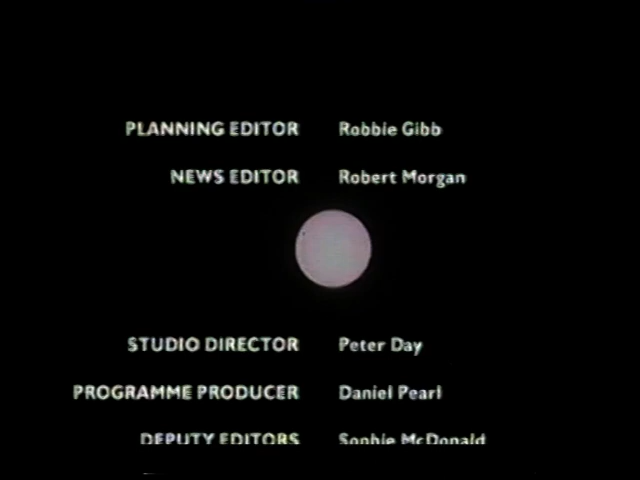 PLANNING EDITOR Robbie Gibb
NEWS EDITOR Robert Morgan
STUDIO DIRECTOR Peter Day
PROGRAMME PRODUCER Daniel Pearl
DEPUTY EDITORS Sophie McDonald